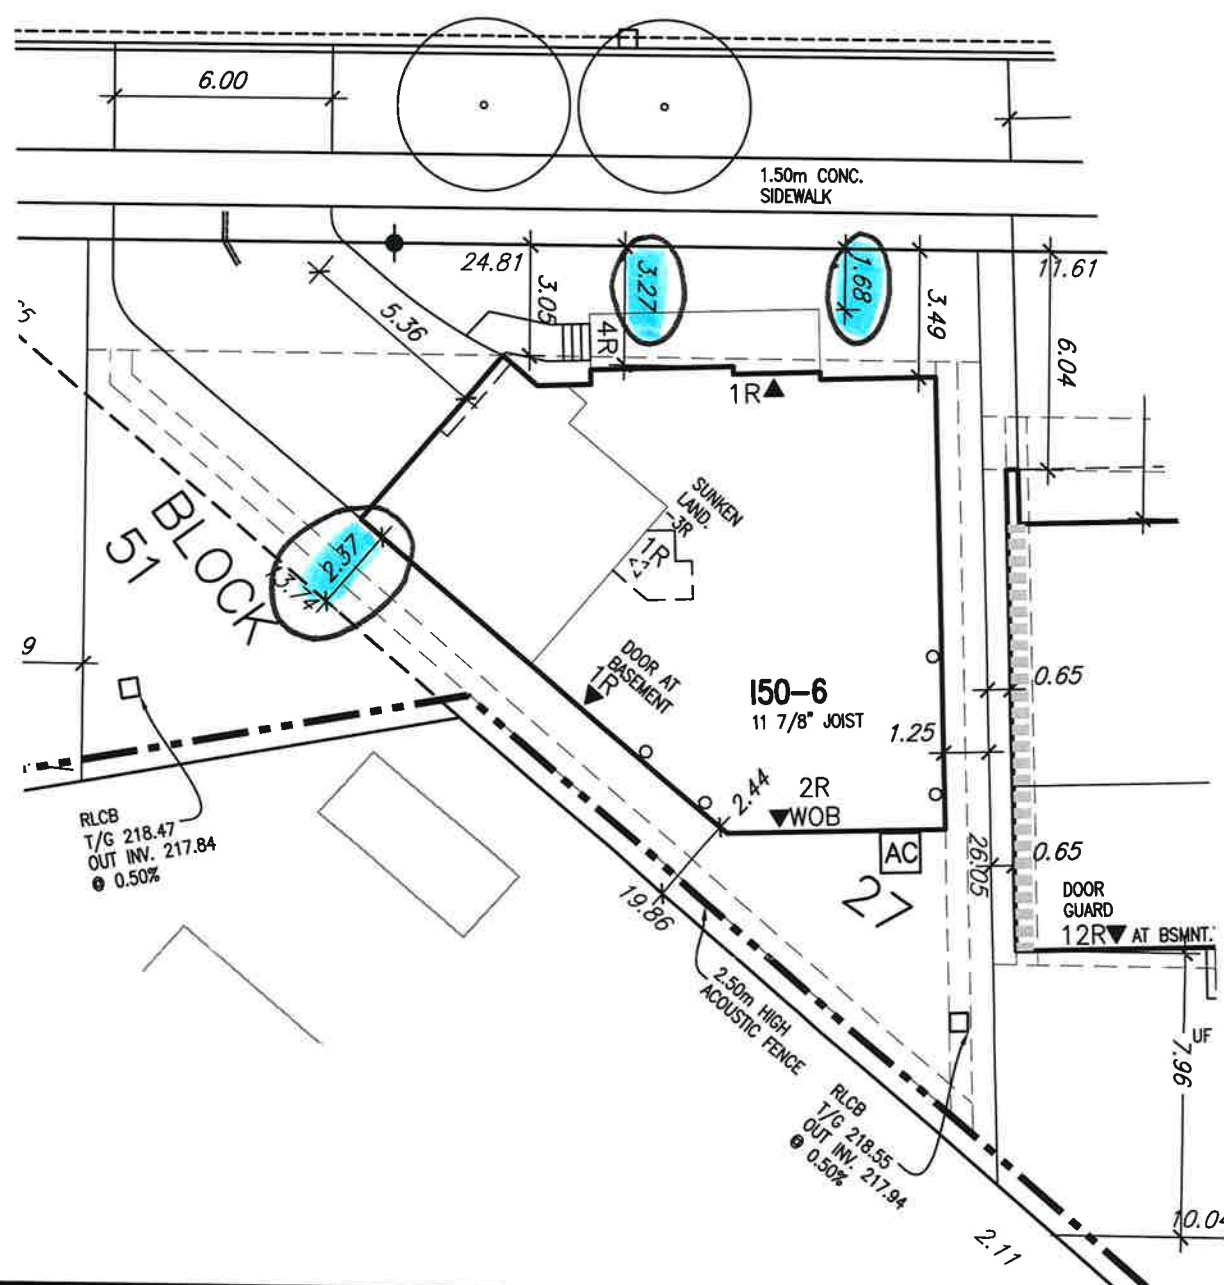 6.00
1.50m CONC.
SIDEWALK
24.81
3.05
3.27
1.68
3.49
11.61
5.36
4R
6.04
1R
BLOCK
51
SUNKEN
LAND.
3R
1R
2.37
3.74
9
DOOR AT
BASEMENT
1R
150-6
11 7/8" JOIST
0.65
1.25
2.44
2R
WOB
AC
27
26.05
0.65
RLCB
T/G 218.47
OUT INV. 217.84
@ 0.50%
19.86
DOOR
GUARD
12R AT BSMNT.
2.50m HIGH
ACOUSTIC FENCE
UF
7.96
RLCB
T/G 218.55
OUT INV. 217.94
@ 0.50%
2.11
10.04